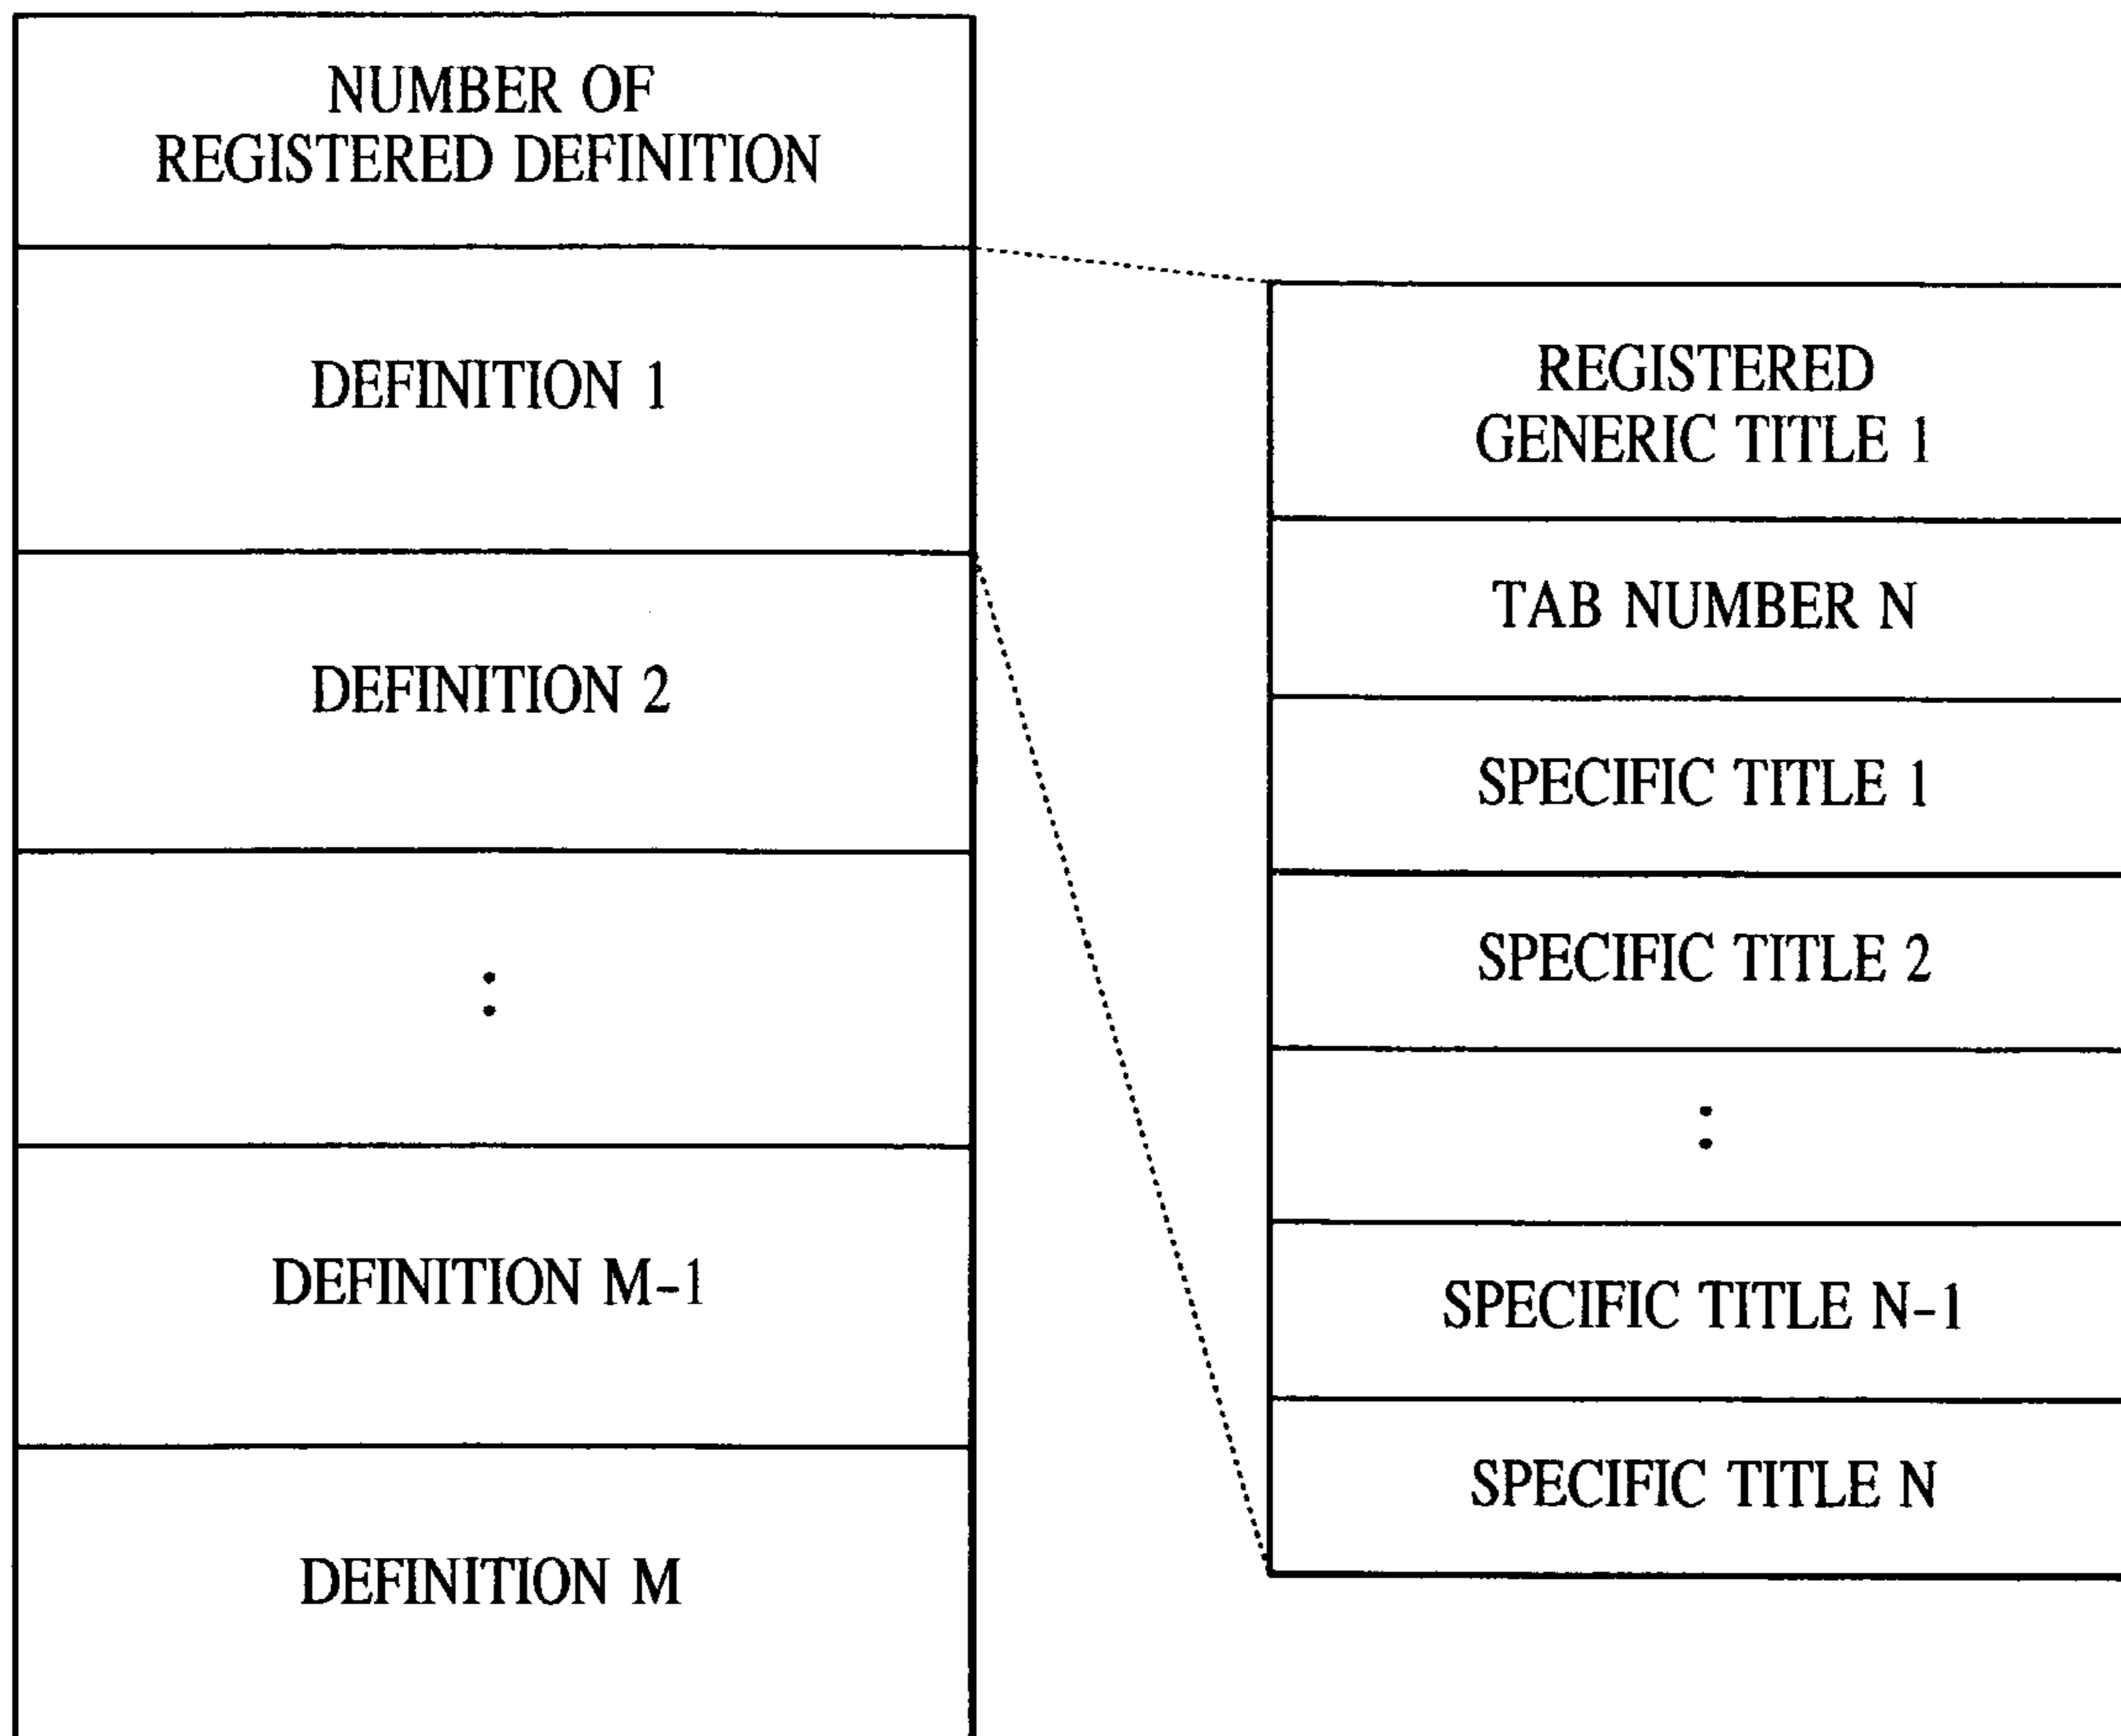 NUMBER OF
REGISTERED DEFINITION
DEFINITION 1
DEFINITION 2
:
DEFINITION M-1
DEFINITION M
REGISTERED
GENERIC TITLE 1
TAB NUMBER N
SPECIFIC TITLE 1
SPECIFIC TITLE 2
:
SPECIFIC TITLE N-1
SPECIFIC TITLE N